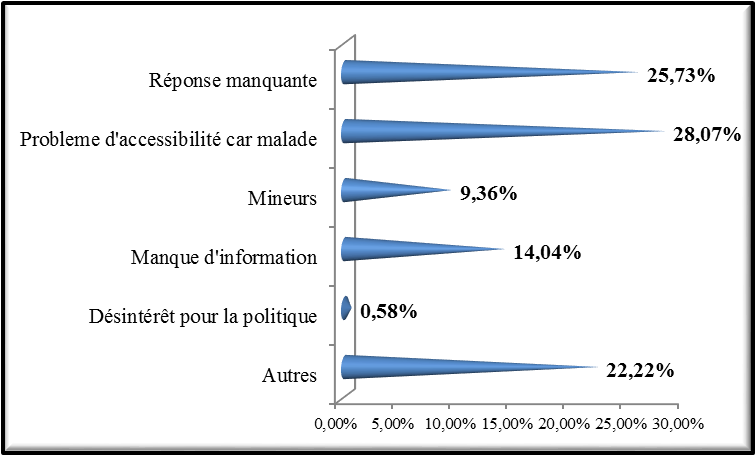 Réponse manquante 25,73%
Probleme d'accessibilité car malade 28,07%
Mineurs 9,36%
Manque d'information 14,04%
Désintérêt pour la politique 0,58%
Autres 22,22%
0,00% 5,00% 10,00% 15,00% 20,00% 25,00% 30,00%